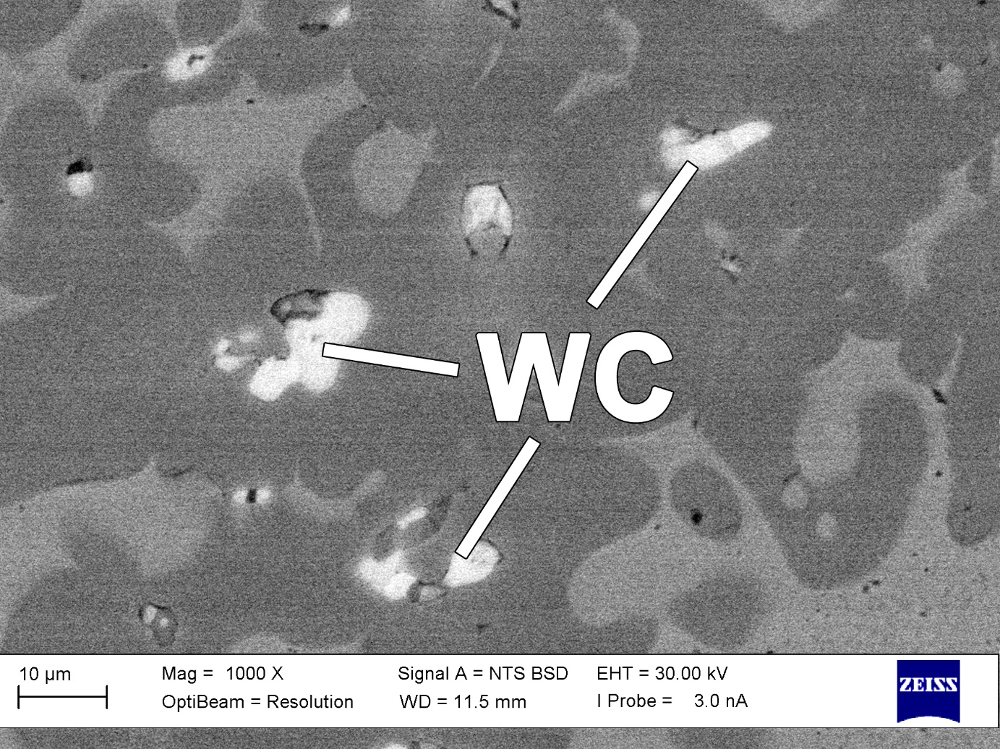 WC
10 µm
Mag = 1000 X
Signal A = NTS BSD
EHT = 30.00 kV
OptiBeam = Resolution
WD = 11.5 mm
I Probe = 3.0 nA
ZEISS